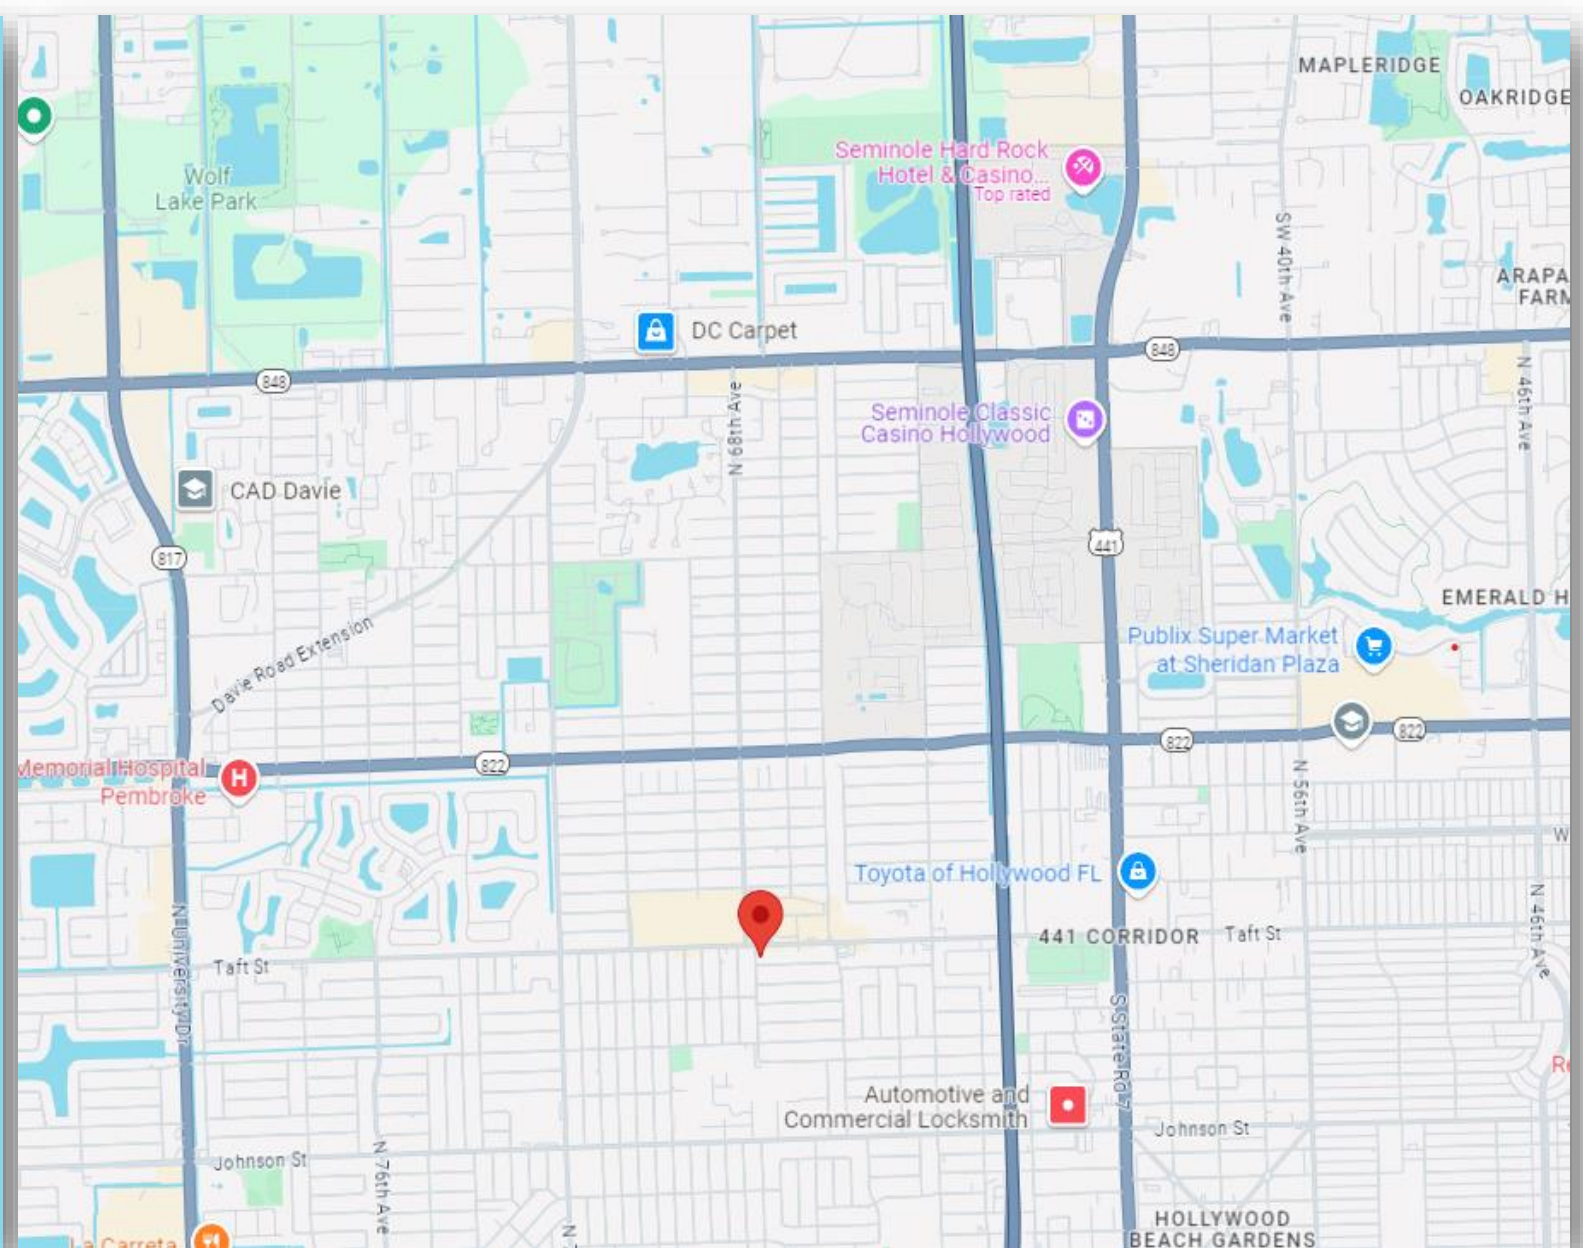 MAPLERIDGE
OAKRIDGE
Seminole Hard Rock
Hotel & Casino...
Top rated
Wolf
Lake Park
SW 40th Ave
ARAPA
FARM
DC Carpet
848
848
N 68th Ave
N 46th Ave
Seminole Classic
Casino Hollywood
CAD Davie
817
441
EMERALD H
Davie Road Extension
Publix Super Market
at Sheridan Plaza
822
822
822
Memorial Hospital
Pembroke
N 56th Ave
W
Toyota of Hollywood FL
N University Dr
441 CORRIDOR
Taft St
N 46th Ave
Taft St
S State Rd 7
Re
Automotive and
Commercial Locksmith
Johnson St
Johnson St
N 76th Ave
HOLLYWOOD
BEACH GARDENS
N 7
La Carreta
H